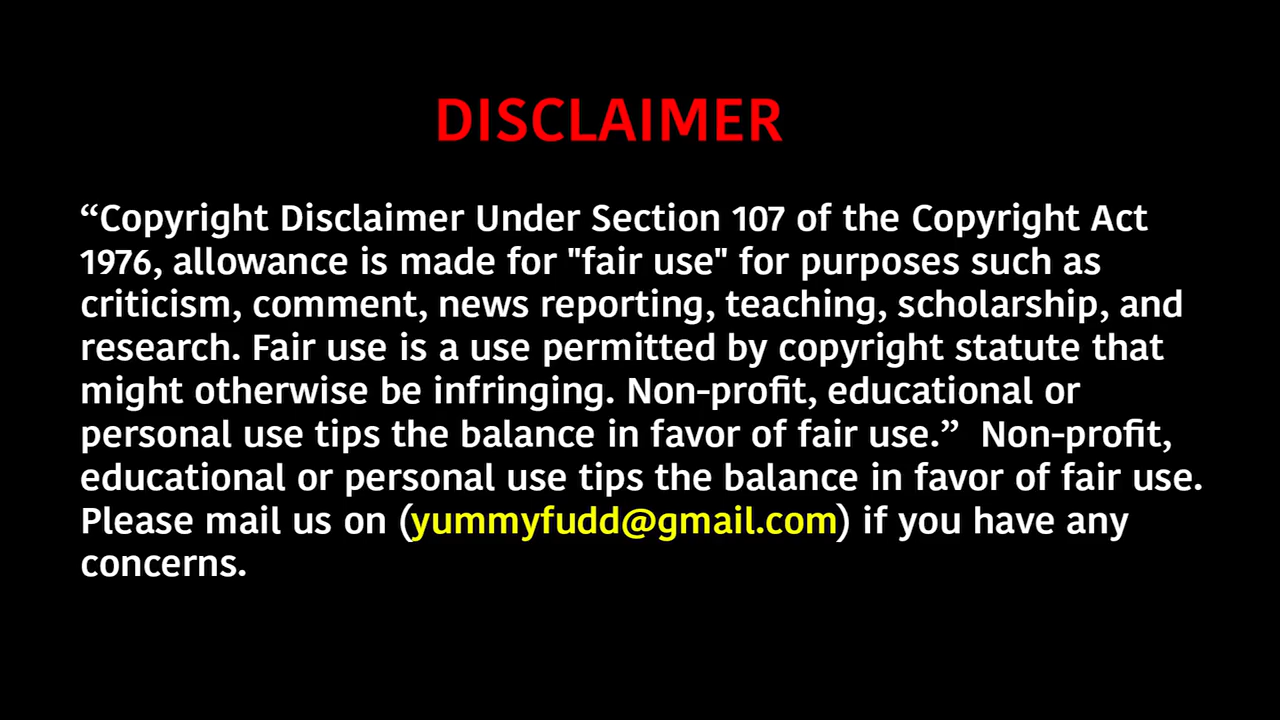 DISCLAIMER
“Copyright Disclaimer Under Section 107 of the Copyright Act
1976, allowance is made for "fair use" for purposes such as
criticism, comment, news reporting, teaching, scholarship, and
research. Fair use is a use permitted by copyright statute that
might otherwise be infringing. Non-profit, educational or
personal use tips the balance in favor of fair use.”  Non-profit,
educational or personal use tips the balance in favor of fair use.
Please mail us on (yummyfudd@gmail.com) if you have any
concerns.